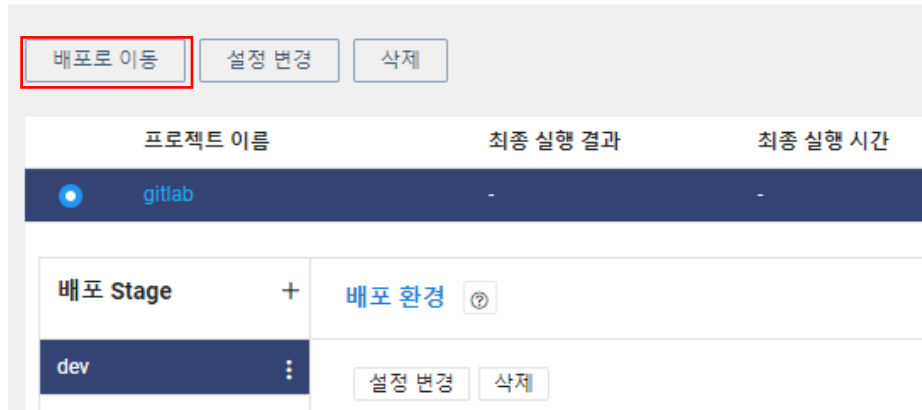 배포로 이동 설정 변경 삭제
프로젝트 이름 최종 실행 결과 최종 실행 시간
gitlab - -
배포 Stage + 배포 환경 ?
dev
설정 변경 삭제